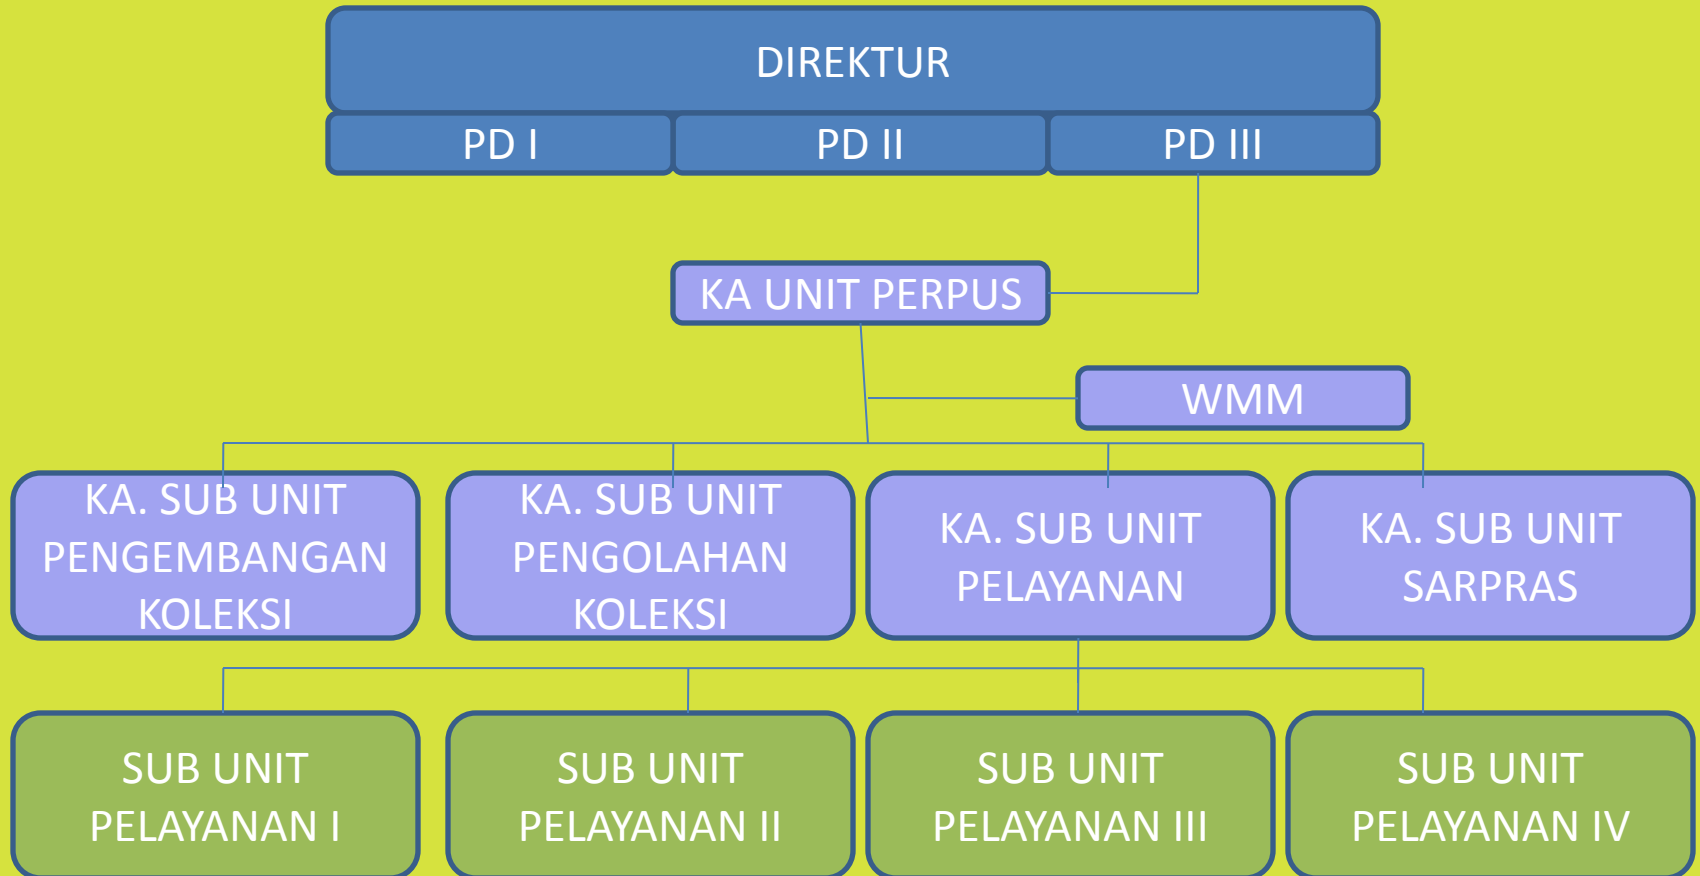 DIREKTUR
PD I
PD II
PD III
KA UNIT PERPUS
WMM
KA. SUB UNIT
PENGEMBANGAN
KOLEKSI
KA. SUB UNIT
PENGOLAHAN
KOLEKSI
KA. SUB UNIT
PELAYANAN
KA. SUB UNIT
SARPRAS
SUB UNIT
PELAYANAN I
SUB UNIT
PELAYANAN II
SUB UNIT
PELAYANAN III
SUB UNIT
PELAYANAN IV